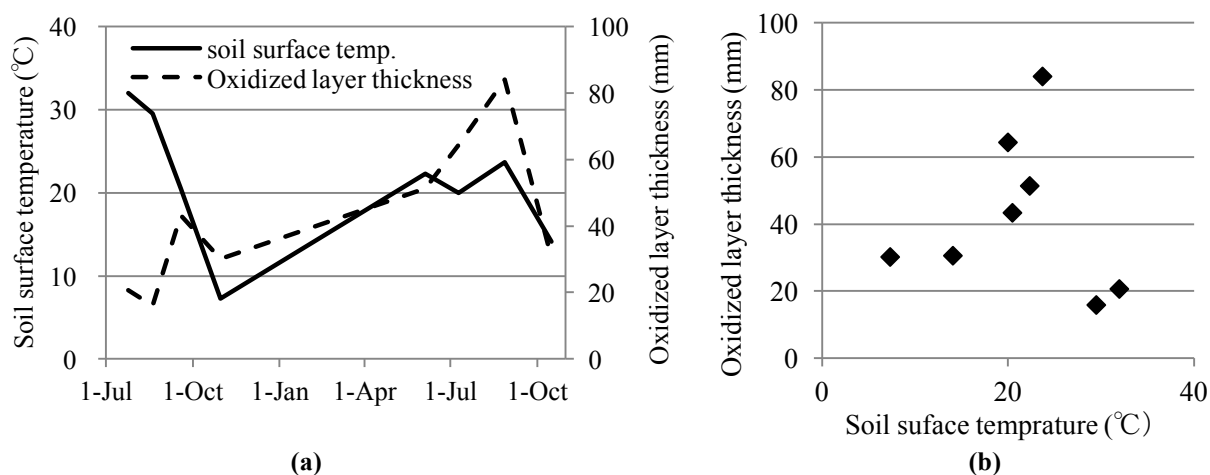 40
30
20
10
0
Soil surface temperature (℃)
soil surface temp.
Oxidized layer thickness
100
80
60
40
20
0
Oxidized layer thickness (mm)
1-Jul 1-Oct 1-Jan 1-Apr 1-Jul 1-Oct
(a)
100
80
60
40
20
0
Oxidized layer thickness (mm)
0 20 40
Soil suface temprature (℃)
(b)